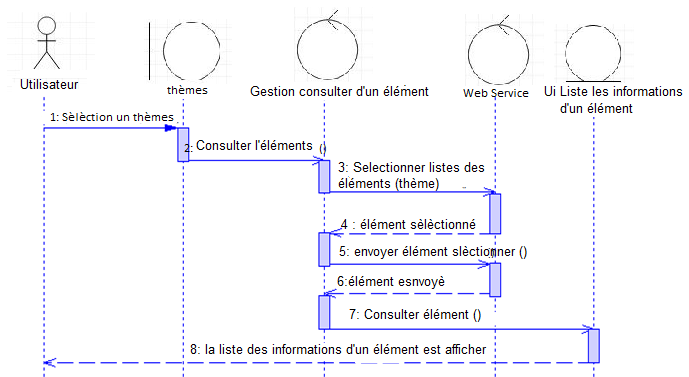 Utilisateur
thèmes
Gestion consulter d'un élément
Web Service
Ui Liste les informations
d'un élément
1: Sèlèction un thèmes
2: Consulter l'éléments ()
3: Selectionner listes des
éléments (thème)
4 : élément sèlèctionné
5: envoyer élément slèctionner ()
6:élément esnvoyè
7: Consulter élément ()
8: la liste des informations d'un élément est afficher